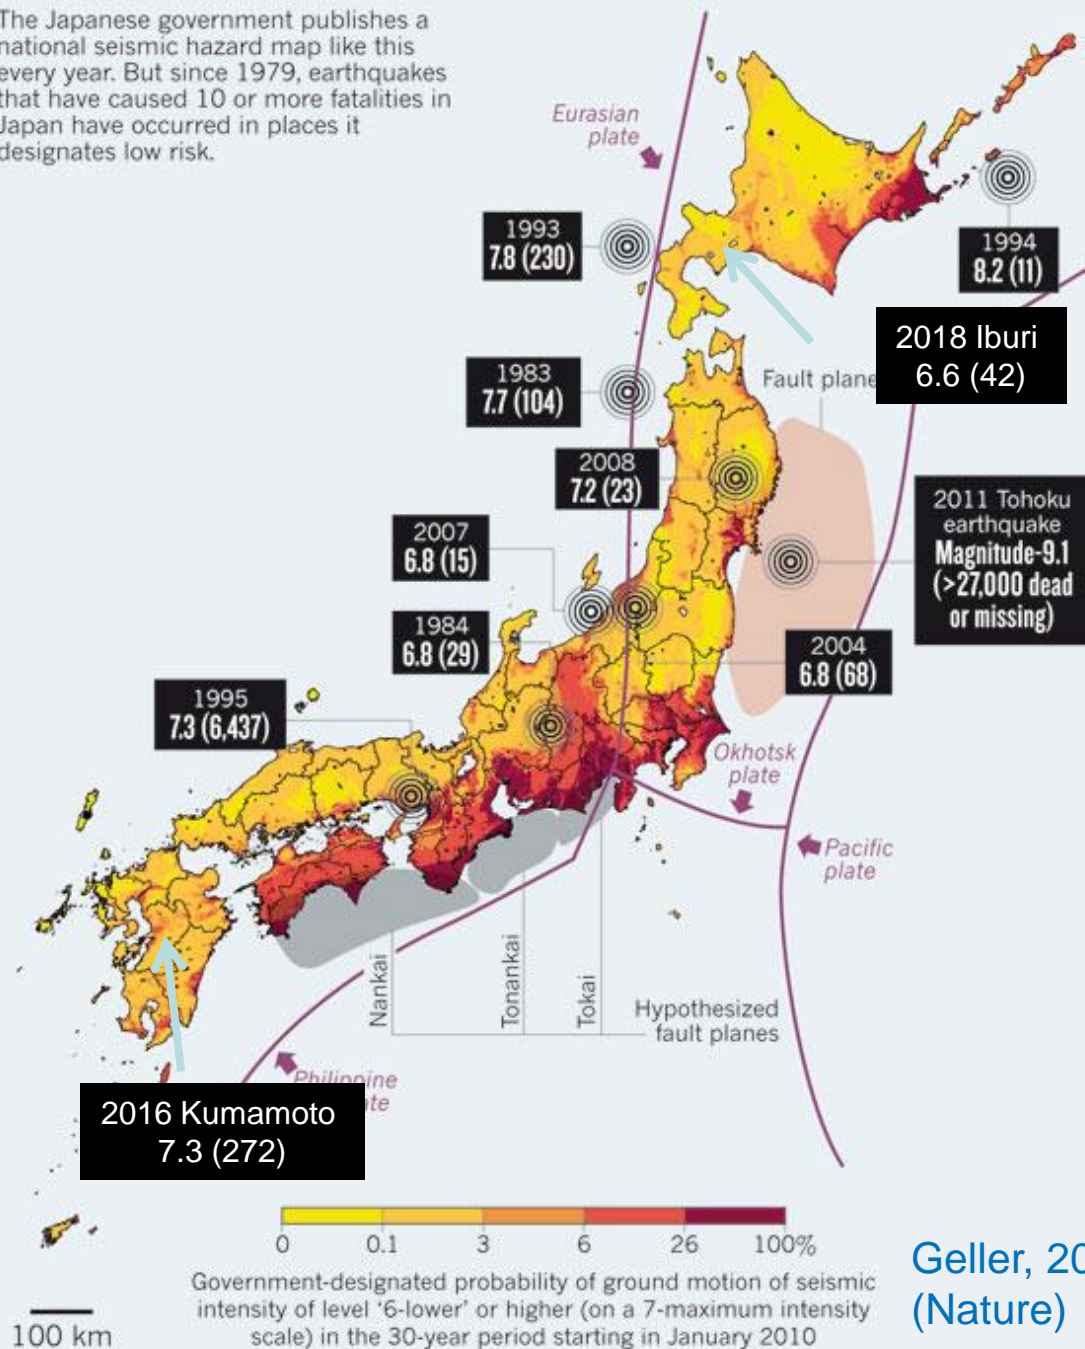 The Japanese government publishes a
national seismic hazard map like this
every year. But since 1979, earthquakes
that have caused 10 or more fatalities in
Japan have occurred in places it
designates low risk.
Eurasian
plate
1993
7.8 (230)
1994
8.2 (11)
2018 Iburi
6.6 (42)
1983
7.7 (104)
Fault plane
2008
7.2 (23)
2011 Tohoku
earthquake
Magnitude-9.1
(>27,000 dead
or missing)
2007
6.8 (15)
1984
6.8 (29)
2004
6.8 (68)
1995
7.3 (6,437)
Okhotsk
plate
Pacific
plate
Nankai
Tonankai
Tokai
Hypothesized
fault planes
Philippine
2016 Kumamoto
7.3 (272)
0 0.1 3 6 26 100%
Government-designated probability of ground motion of seismic
intensity of level ‘6-lower’ or higher (on a 7-maximum intensity
scale) in the 30-year period starting in January 2010
100 km
Geller, 20
(Nature)